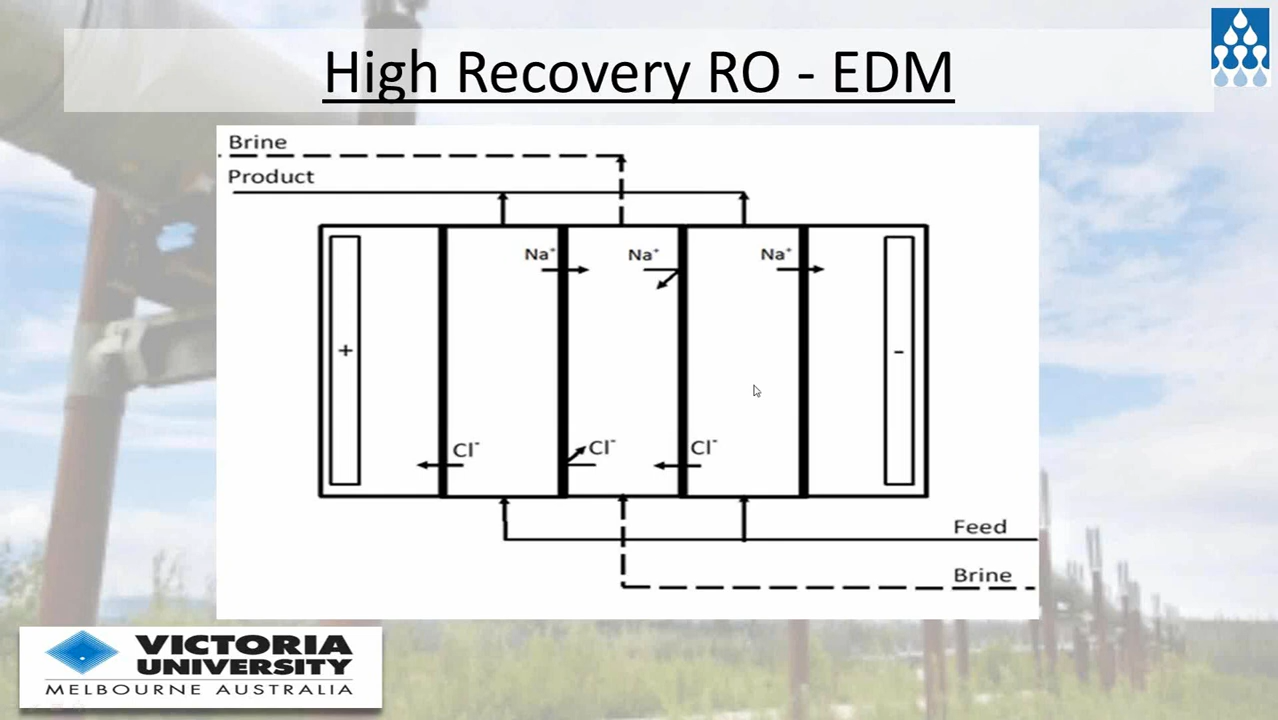 High Recovery RO - EDM
Brine
Product
Na⁺ Na⁺ Na⁺
+ -
Cl⁻ Cl⁻ Cl⁻
Feed
Brine
VICTORIA
UNIVERSITY
MELBOURNE AUSTRALIA